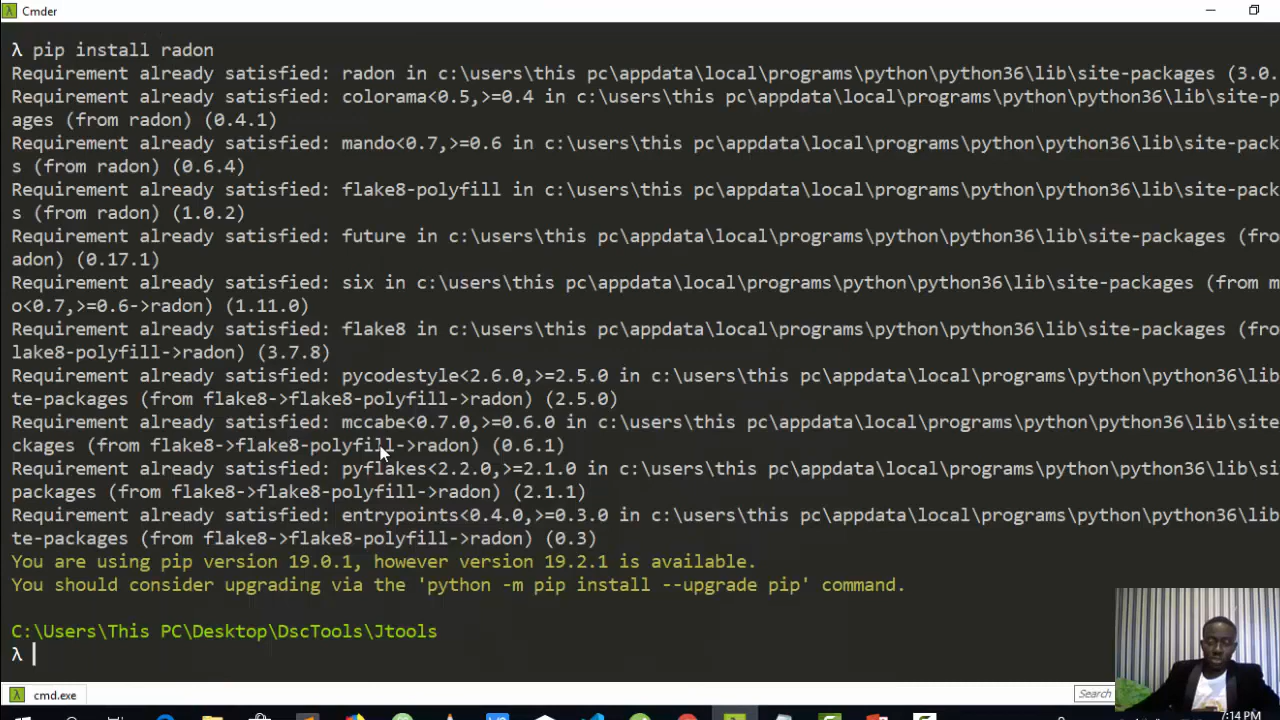 Cmder
λ pip install radon
Requirement already satisfied: radon in c:\users\this pc\appdata\local\programs\python\python36\lib\site-packages (3.0.
Requirement already satisfied: colorama<0.5,>=0.4 in c:\users\this pc\appdata\local\programs\python\python36\lib\site-p
ages (from radon) (0.4.1)
Requirement already satisfied: mando<0.7,>=0.6 in c:\users\this pc\appdata\local\programs\python\python36\lib\site-pack
s (from radon) (0.6.4)
Requirement already satisfied: flake8-polyfill in c:\users\this pc\appdata\local\programs\python\python36\lib\site-pack
s (from radon) (1.0.2)
Requirement already satisfied: future in c:\users\this pc\appdata\local\programs\python\python36\lib\site-packages (fro
adon) (0.17.1)
Requirement already satisfied: six in c:\users\this pc\appdata\local\programs\python\python36\lib\site-packages (from m
o<0.7,>=0.6->radon) (1.11.0)
Requirement already satisfied: flake8 in c:\users\this pc\appdata\local\programs\python\python36\lib\site-packages (fro
lake8-polyfill->radon) (3.7.8)
Requirement already satisfied: pycodestyle<2.6.0,>=2.5.0 in c:\users\this pc\appdata\local\programs\python\python36\lib
te-packages (from flake8->flake8-polyfill->radon) (2.5.0)
Requirement already satisfied: mccabe<0.7.0,>=0.6.0 in c:\users\this pc\appdata\local\programs\python\python36\lib\site
ckages (from flake8->flake8-polyfill->radon) (0.6.1)
Requirement already satisfied: pyflakes<2.2.0,>=2.1.0 in c:\users\this pc\appdata\local\programs\python\python36\lib\si
packages (from flake8->flake8-polyfill->radon) (2.1.1)
Requirement already satisfied: entrypoints<0.4.0,>=0.3.0 in c:\users\this pc\appdata\local\programs\python\python36\lib
te-packages (from flake8->flake8-polyfill->radon) (0.3)
You are using pip version 19.0.1, however version 19.2.1 is available.
You should consider upgrading via the 'python -m pip install --upgrade pip' command.
C:\Users\This PC\Desktop\DscTools\Jtools
λ
cmd.exe
Search
7:14 PM